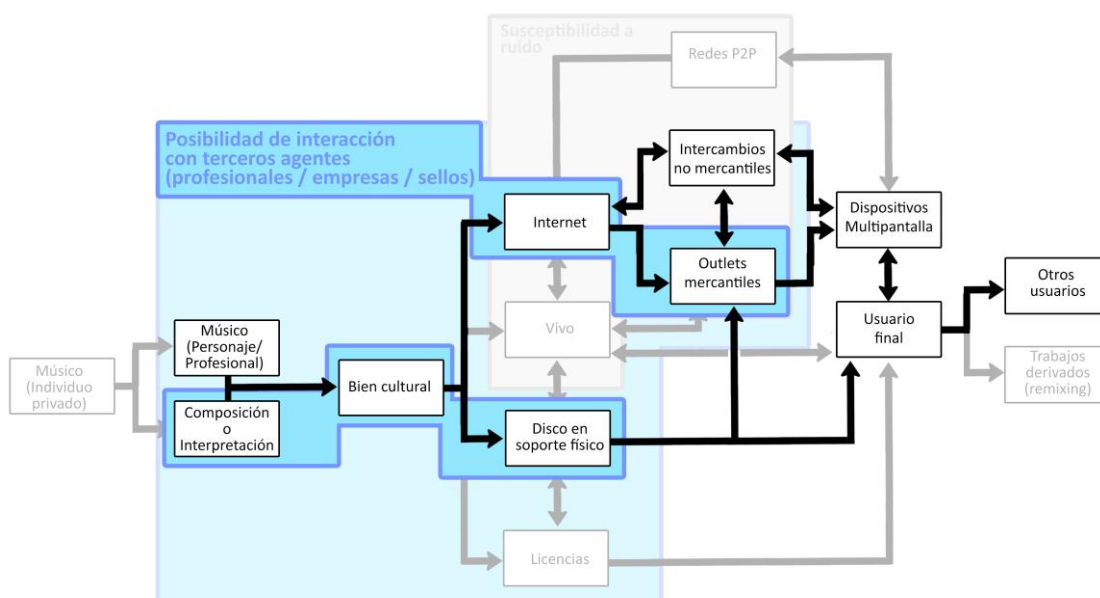 Susceptibilidad a
ruido
Redes P2P
Posibilidad de interacción
con terceros agentes
(profesionales / empresas / sellos)
Intercambios
no mercantiles
Internet
Dispositivos
Multipantalla
Outlets
mercantiles
Otros
usuarios
Vivo
Usuario
final
Músico
(Personaje/
Profesional)
Músico
(Individuo
privado)
Bien cultural
Trabajos
derivados
(remixing)
Composición
o
Interpretación
Disco en
soporte físico
Licencias